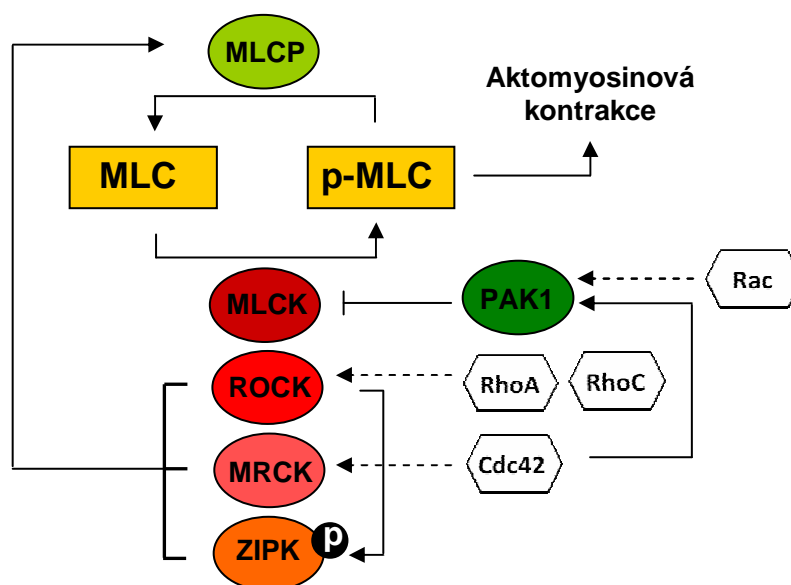 MLCP
Aktomyosinová
kontrakce
MLC
p-MLC
MLCK
PAK1
Rac
ROCK
RhoA
RhoC
MRCK
Cdc42
ZIPK
p